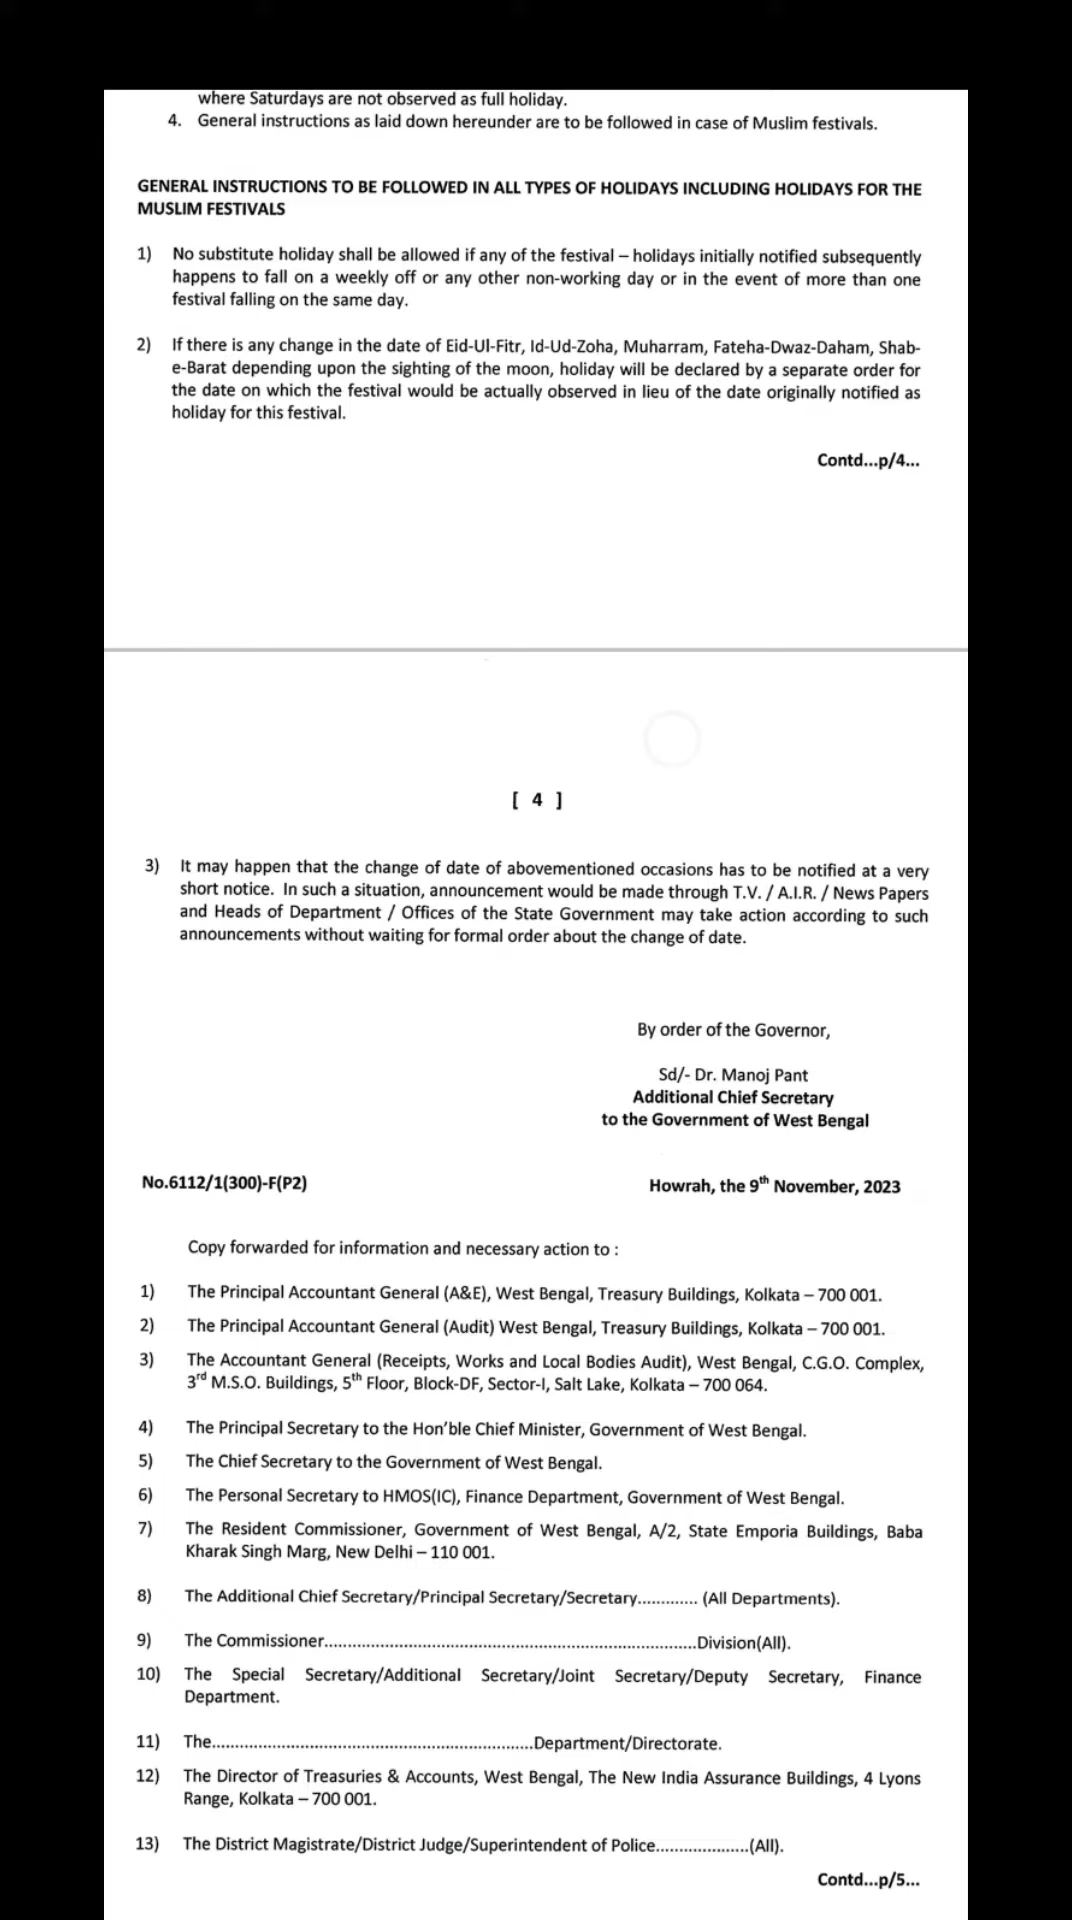 where Saturdays are not observed as full holiday.
4. General instructions as laid down hereunder are to be followed in case of Muslim festivals.
GENERAL INSTRUCTIONS TO BE FOLLOWED IN ALL TYPES OF HOLIDAYS INCLUDING HOLIDAYS FOR THE
MUSLIM FESTIVALS
1) No substitute holiday shall be allowed if any of the festival – holidays initially notified subsequently
happens to fall on a weekly off or any other non-working day or in the event of more than one
festival falling on the same day.
2) If there is any change in the date of Eid-Ul-Fitr, Id-Ud-Zoha, Muharram, Fateha-Dwaz-Daham, Shab-
e-Barat depending upon the sighting of the moon, holiday will be declared by a separate order for
the date on which the festival would be actually observed in lieu of the date originally notified as
holiday for this festival.
Contd...p/4...
[ 4 ]
3) It may happen that the change of date of abovementioned occasions has to be notified at a very
short notice. In such a situation, announcement would be made through T.V. / A.I.R. / News Papers
and Heads of Department / Offices of the State Government may take action according to such
announcements without waiting for formal order about the change of date.
By order of the Governor,
Sd/- Dr. Manoj Pant
Additional Chief Secretary
to the Government of West Bengal
No.6112/1(300)-F(P2) Howrah, the 9th November, 2023
Copy forwarded for information and necessary action to :
1) The Principal Accountant General (A&E), West Bengal, Treasury Buildings, Kolkata – 700 001.
2) The Principal Accountant General (Audit) West Bengal, Treasury Buildings, Kolkata – 700 001.
3) The Accountant General (Receipts, Works and Local Bodies Audit), West Bengal, C.G.O. Complex,
3rd M.S.O. Buildings, 5th Floor, Block-DF, Sector-I, Salt Lake, Kolkata – 700 064.
4) The Principal Secretary to the Hon'ble Chief Minister, Government of West Bengal.
5) The Chief Secretary to the Government of West Bengal.
6) The Personal Secretary to HMOS(IC), Finance Department, Government of West Bengal.
7) The Resident Commissioner, Government of West Bengal, A/2, State Emporia Buildings, Baba
Kharak Singh Marg, New Delhi – 110 001.
8) The Additional Chief Secretary/Principal Secretary/Secretary............. (All Departments).
9) The Commissioner................................................................................Division(All).
10) The Special Secretary/Additional Secretary/Joint Secretary/Deputy Secretary, Finance
Department.
11) The.....................................................................Department/Directorate.
12) The Director of Treasuries & Accounts, West Bengal, The New India Assurance Buildings, 4 Lyons
Range, Kolkata – 700 001.
13) The District Magistrate/District Judge/Superintendent of Police....................(All).
Contd...p/5...